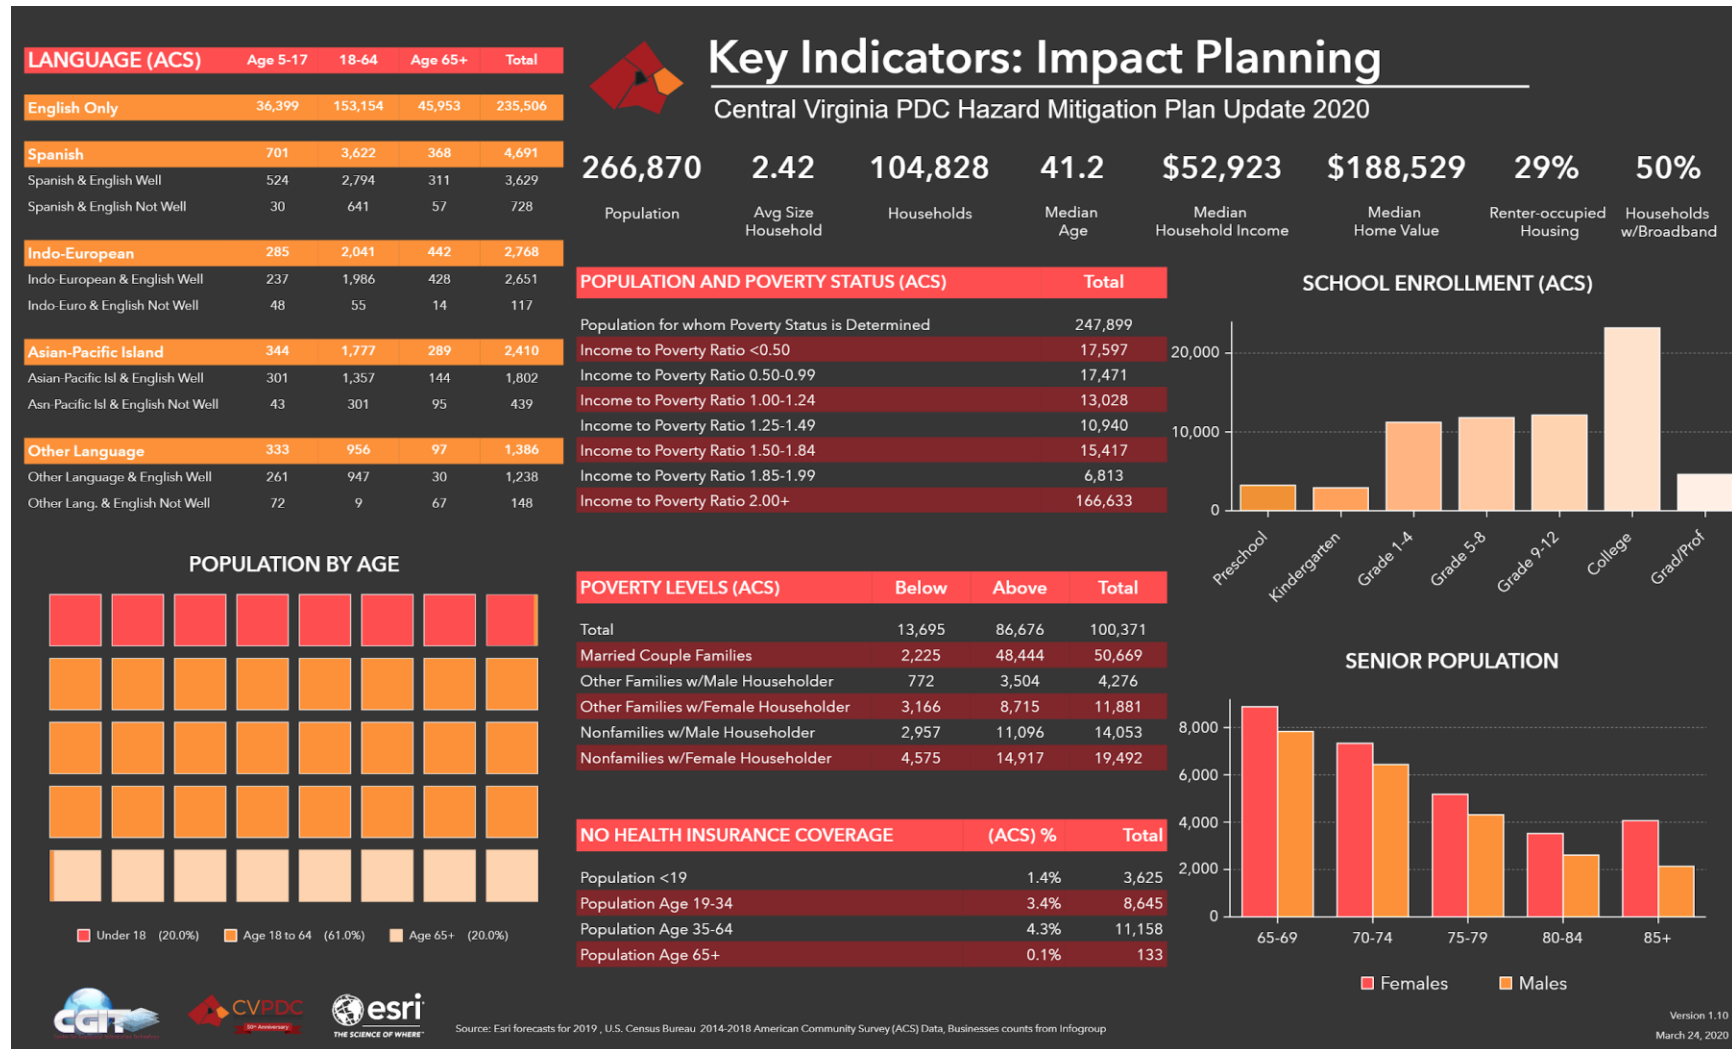 LANGUAGE (ACS) Age 5-17 18-64 Age 65+ Total
English Only 36,399 153,154 45,953 235,506
Spanish 701 3,622 368 4,691
Spanish & English Well 524 2,794 311 3,629
Spanish & English Not Well 30 641 57 728
Indo-European 285 2,041 442 2,768
Indo-European & English Well 237 1,986 428 2,651
Indo-Euro & English Not Well 48 55 14 117
Asian-Pacific Island 344 1,777 289 2,410
Asian-Pacific Isl & English Well 301 1,357 144 1,802
Asn-Pacific Isl & English Not Well 43 301 95 439
Other Language 333 956 97 1,386
Other Language & English Well 261 947 30 1,238
Other Lang. & English Not Well 72 9 67 148
POPULATION BY AGE
Under 18 (20.0%) Age 18 to 64 (61.0%) Age 65+ (20.0%)
Key Indicators: Impact Planning
Central Virginia PDC Hazard Mitigation Plan Update 2020
266,870 2.42 104,828 41.2 $52,923 $188,529 29% 50%
Population Avg Size Households Median Median Median Renter-occupied Households
Household Age Household Income Home Value Housing w/Broadband
POPULATION AND POVERTY STATUS (ACS) Total
Population for whom Poverty Status is Determined 247,899
Income to Poverty Ratio <0.50 17,597
Income to Poverty Ratio 0.50-0.99 17,471
Income to Poverty Ratio 1.00-1.24 13,028
Income to Poverty Ratio 1.25-1.49 10,940
Income to Poverty Ratio 1.50-1.84 15,417
Income to Poverty Ratio 1.85-1.99 6,813
Income to Poverty Ratio 2.00+ 166,633
POVERTY LEVELS (ACS) Below Above Total
Total 13,695 86,676 100,371
Married Couple Families 2,225 48,444 50,669
Other Families w/Male Householder 772 3,504 4,276
Other Families w/Female Householder 3,166 8,715 11,881
Nonfamilies w/Male Householder 2,957 11,096 14,053
Nonfamilies w/Female Householder 4,575 14,917 19,492
NO HEALTH INSURANCE COVERAGE (ACS) % Total
Population <19 1.4% 3,625
Population Age 19-34 3.4% 8,645
Population Age 35-64 4.3% 11,158
Population Age 65+ 0.1% 133
SCHOOL ENROLLMENT (ACS)
20,000
10,000
0
Preschool Kindergarten Grade 1-4 Grade 5-8 Grade 9-12 College Grad/Prof
SENIOR POPULATION
8,000
6,000
4,000
2,000
0
65-69 70-74 75-79 80-84 85+
Females Males
CGIT
CVPDC
50th Anniversary
esri
THE SCIENCE OF WHERE™
Source: Esri forecasts for 2019 , U.S. Census Bureau 2014-2018 American Community Survey (ACS) Data, Businesses counts from Infogroup
Version 1.10
March 24, 2020